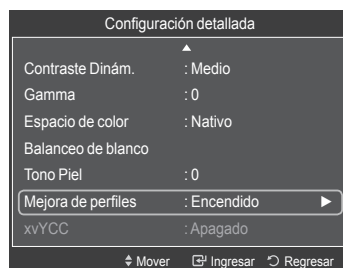 Configuración detallada
Contraste Dinám. : Medio
Gamma : 0
Espacio de color : Nativo
Balanceo de blanco
Tono Piel : 0
Mejora de perfiles : Encendido
xvYCC : Apagado
Mover Ingresar Regresar